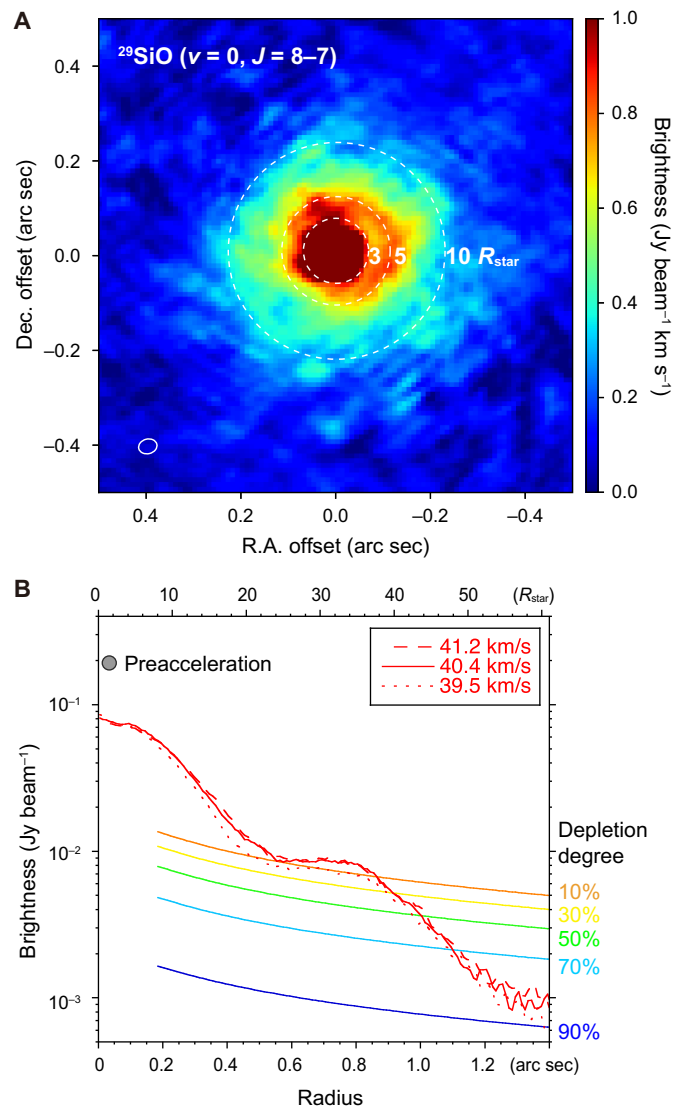 A
²⁹SiO (v = 0, J = 8–7)
3 5 10 Rstar
0.4
0.2
0.0
−0.2
−0.4
Dec. offset (arc sec)
0.4 0.2 0.0 −0.2 −0.4
R.A. offset (arc sec)
1.0
0.8
0.6
0.4
0.2
0.0
Brightness (Jy beam⁻¹ km s⁻¹)
B
0 10 20 30 40 50 (Rstar)
Preacceleration
41.2 km/s
40.4 km/s
39.5 km/s
10⁻¹
10⁻²
10⁻³
Brightness (Jy beam⁻¹)
Depletion
degree
10%
30%
50%
70%
90%
0 0.2 0.4 0.6 0.8 1.0 1.2 (arc sec)
Radius